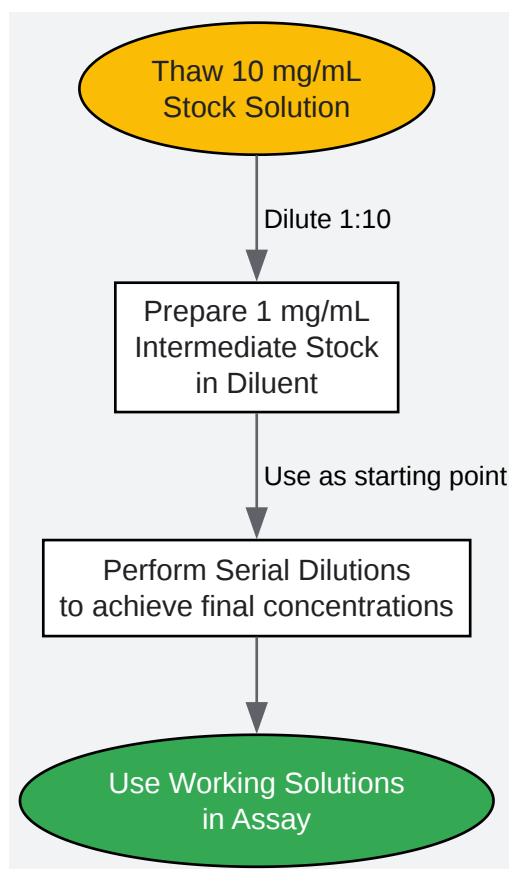 Thaw 10 mg/mL
Stock Solution
Dilute 1:10
Prepare 1 mg/mL
Intermediate Stock
in Diluent
Use as starting point
Perform Serial Dilutions
to achieve final concentrations
Use Working Solutions
in Assay